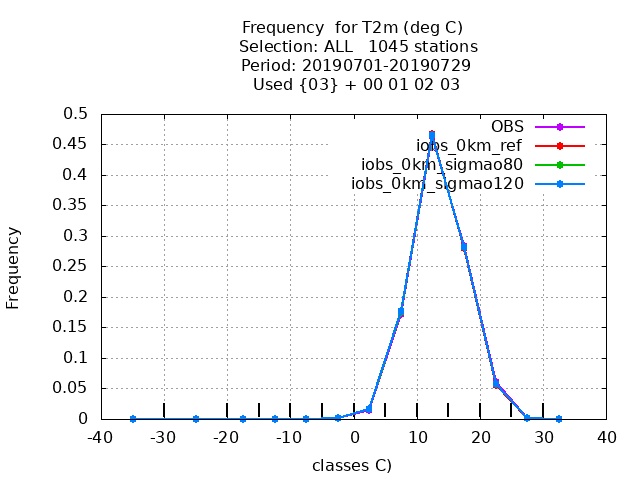 Frequency  for T2m (deg C)
Selection: ALL   1045 stations
Period: 20190701-20190729
Used {03} + 00 01 02 03
OBS
iobs_0km_ref
iobs_0km_sigmao80
iobs_0km_sigmao120
Frequency
0.5
0.45
0.4
0.35
0.3
0.25
0.2
0.15
0.1
0.05
0
-40 -30 -20 -10 0 10 20 30 40
classes C)